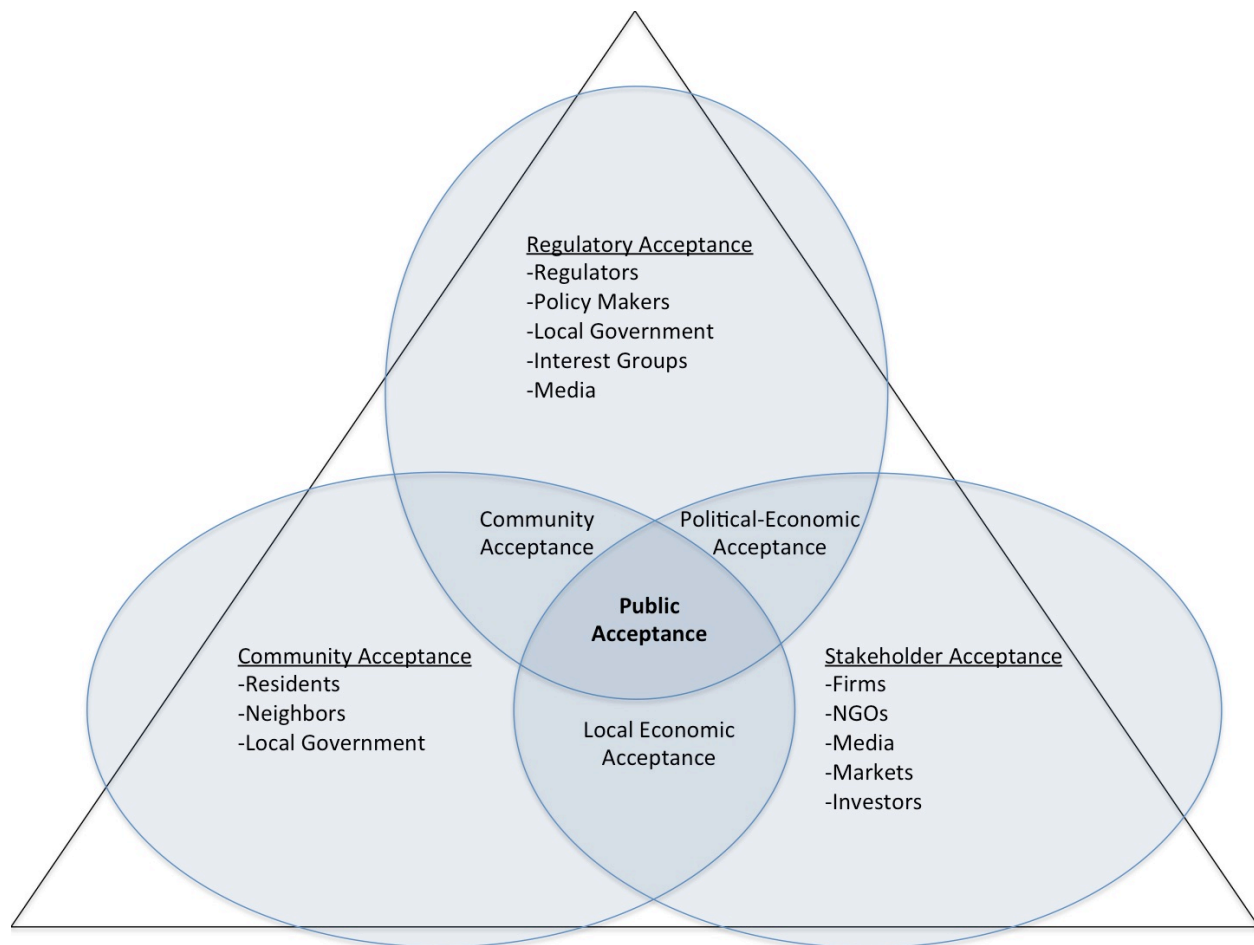 Regulatory Acceptance
-Regulators
-Policy Makers
-Local Government
-Interest Groups
-Media
Community
Acceptance
Political-Economic
Acceptance
Public
Acceptance
Community Acceptance
-Residents
-Neighbors
-Local Government
Stakeholder Acceptance
-Firms
-NGOs
-Media
-Markets
-Investors
Local Economic
Acceptance